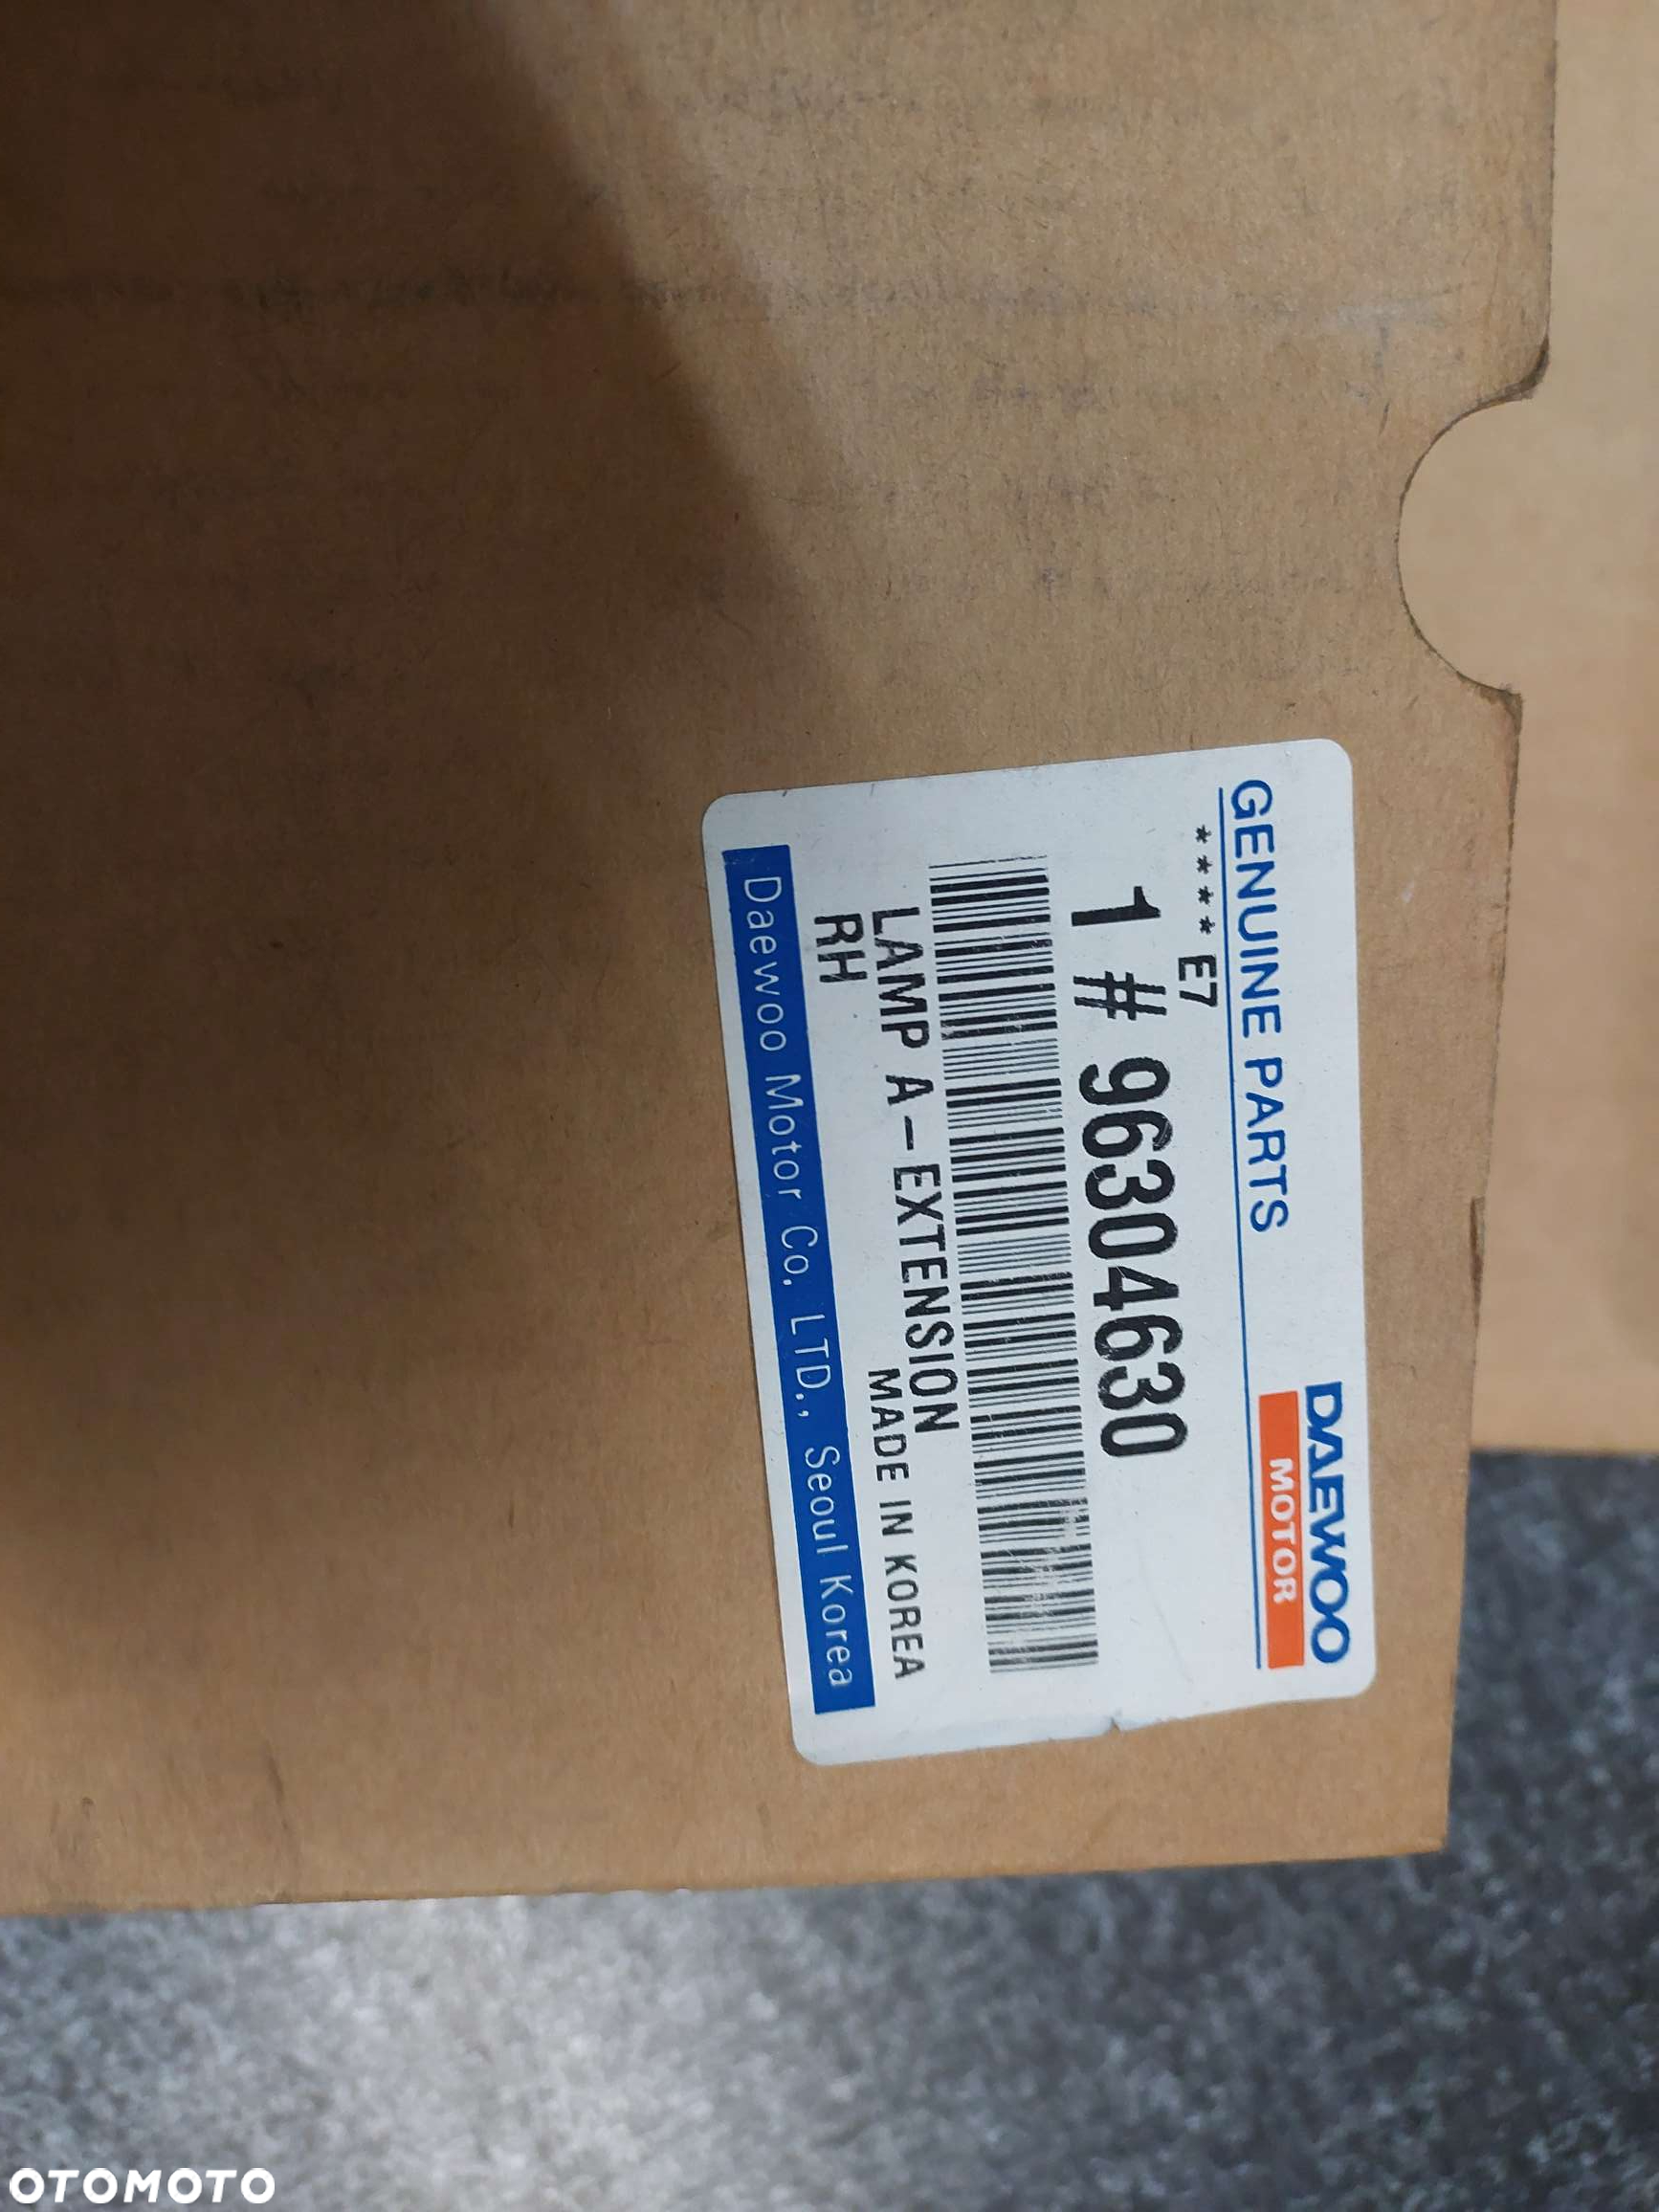 GENUINE PARTS
DAEWOO
MOTOR
**** E7
1 # 96304630
LAMP A-EXTENSION
RH
MADE IN KOREA
Daewoo Motor Co. LTD., Seoul Korea
OTOMOTO